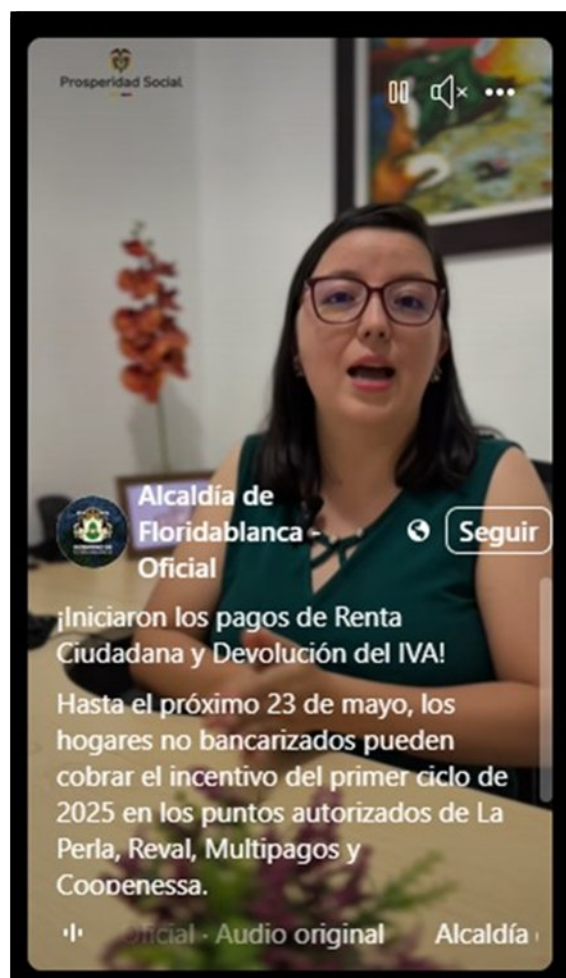 Prosperidad Social
Alcaldía de
Floridablanca -
Oficial
Seguir
¡Iniciaron los pagos de Renta
Ciudadana y Devolución del IVA!
Hasta el próximo 23 de mayo, los
hogares no bancarizados pueden
cobrar el incentivo del primer ciclo de
2025 en los puntos autorizados de La
Perla, Reval, Multipagos y
Coopenessa.
Oficial · Audio original Alcaldía